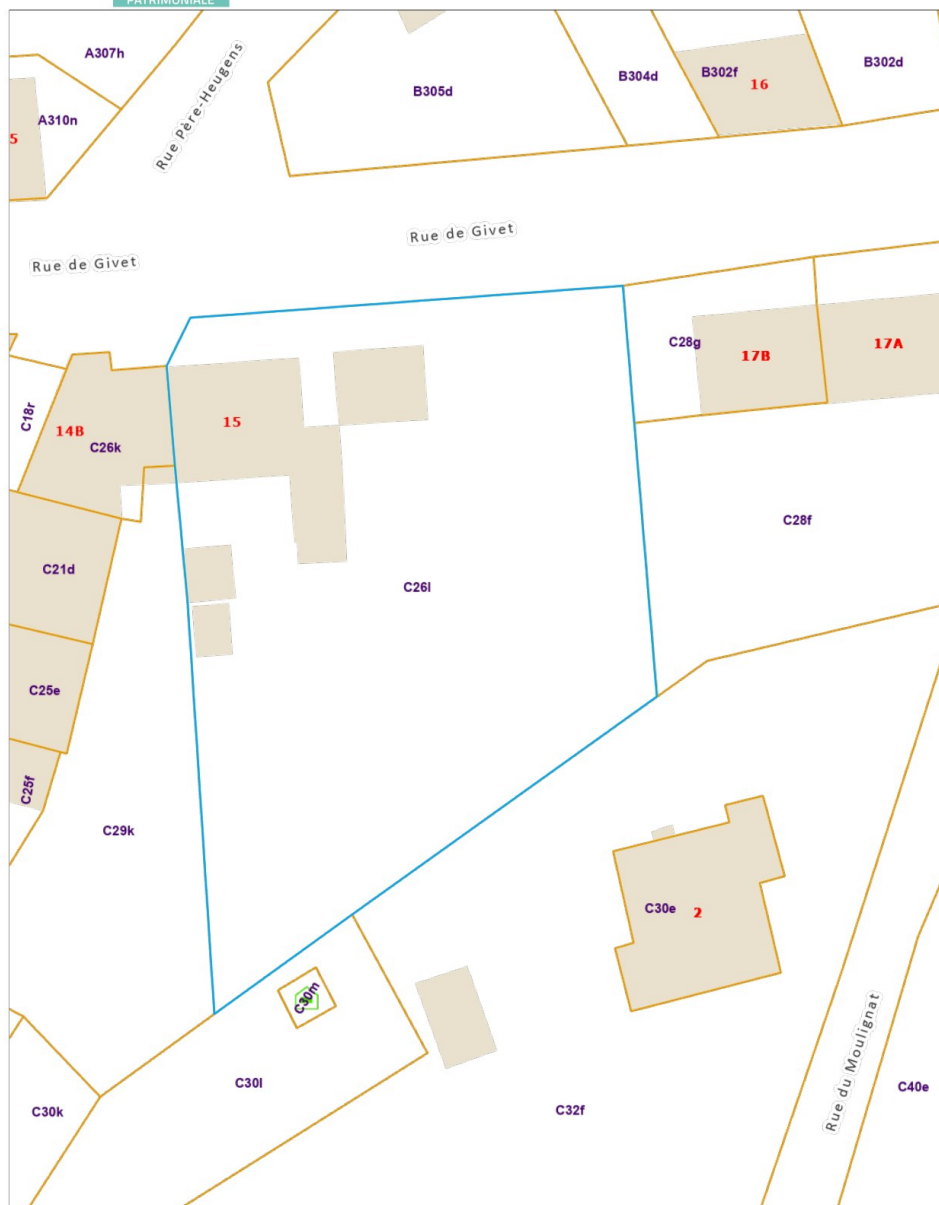 PATRIMONIALE
A307h
Rue Père-Heugens
B305d
B304d
B302f
16
B302d
A310n
5
Rue de Givet
Rue de Givet
C28g
17B
17A
C18r
14B
C26k
15
C28f
C21d
C26l
C25e
C25f
C29k
C30e
2
C30m
C30l
C30k
C32f
Rue du Moulignat
C40e